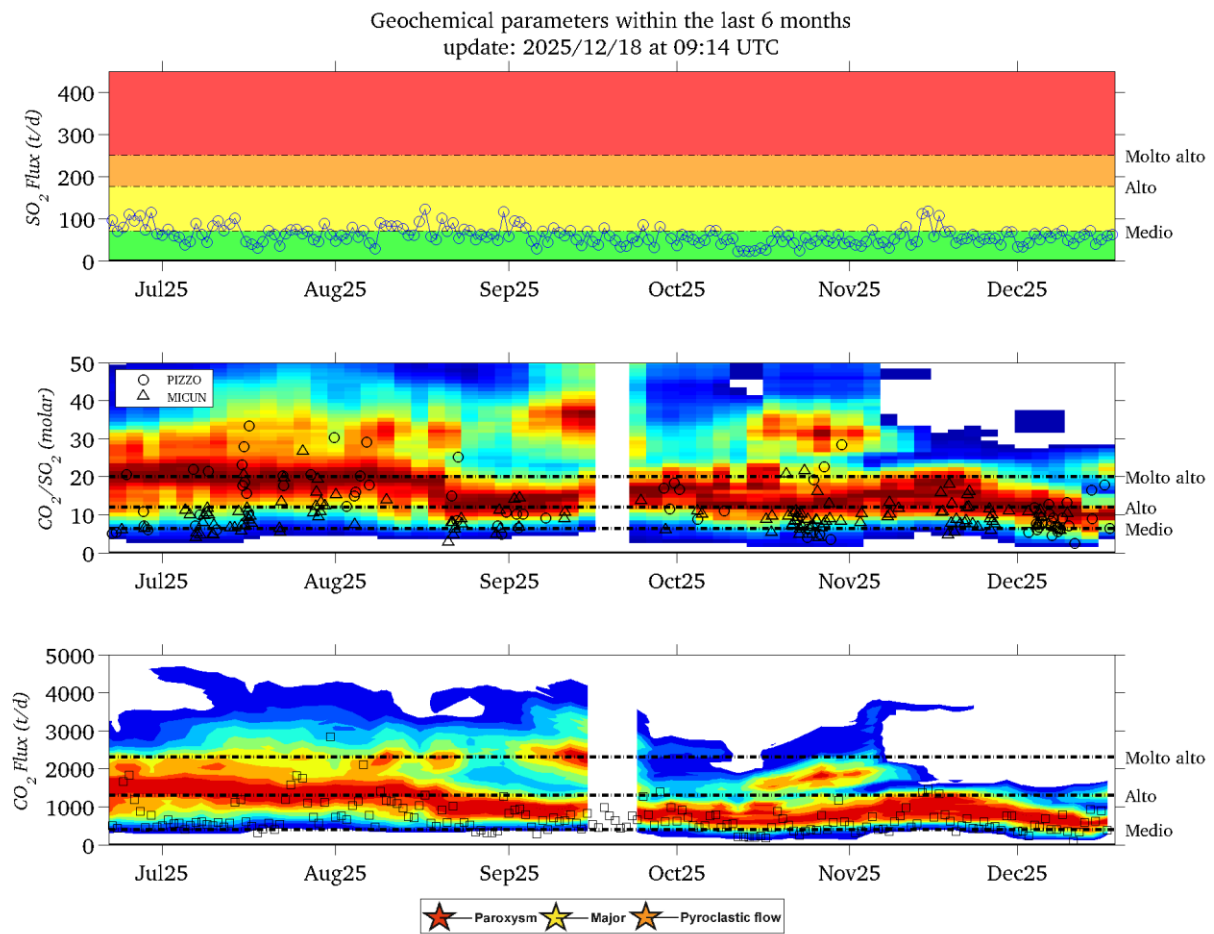 Geochemical parameters within the last 6 months
update: 2025/12/18 at 09:14 UTC
SO2 Flux (t/d)
400
300
200
100
0
Molto alto
Alto
Medio
Jul25 Aug25 Sep25 Oct25 Nov25 Dec25
CO2/SO2 (molar)
50
40
30
20
10
0
PIZZO
MICUN
Molto alto
Alto
Medio
Jul25 Aug25 Sep25 Oct25 Nov25 Dec25
CO2 Flux (t/d)
5000
4000
3000
2000
1000
0
Molto alto
Alto
Medio
Jul25 Aug25 Sep25 Oct25 Nov25 Dec25
Paroxysm Major Pyroclastic flow